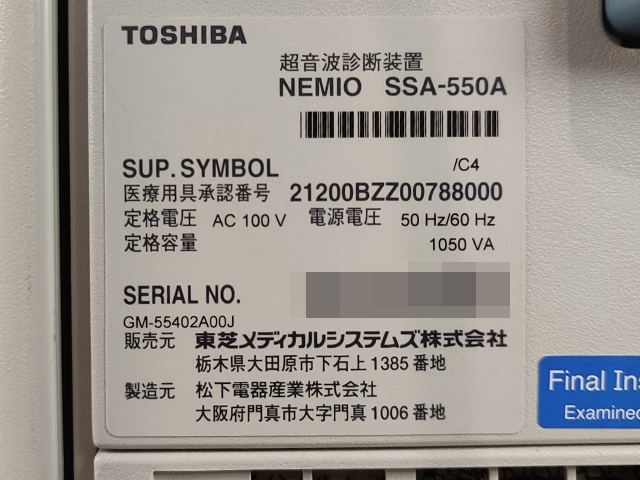 TOSHIBA
超音波診断装置
NEMIO SSA-550A
SUP. SYMBOL /C4
医療用具承認番号 21200BZZ00788000
定格電圧 AC 100 V 電源電圧 50 Hz/60 Hz
定格容量 1050 VA
SERIAL NO.
GM-55402A00J
販売元 東芝メディカルシステムズ株式会社
栃木県大田原市下石上1385番地
製造元 松下電器産業株式会社
大阪府門真市大字門真1006番地
Final Ins
Examined